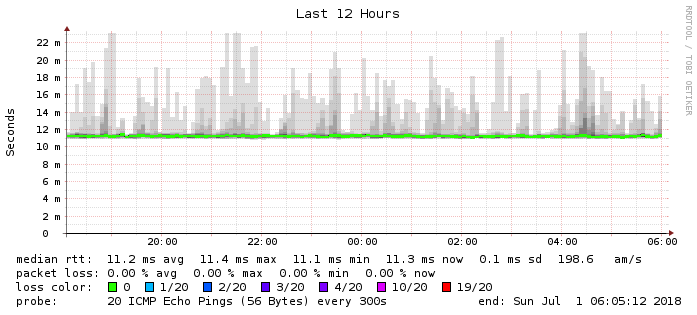 Last 12 Hours
RRDTOOL / TOBI OETIKER
Seconds
22 m
20 m
18 m
16 m
14 m
12 m
10 m
8 m
6 m
4 m
2 m
0
20:00 22:00 00:00 02:00 04:00 06:00
median rtt: 11.2 ms avg 11.4 ms max 11.1 ms min 11.3 ms now 0.1 ms sd 198.6 am/s
packet loss: 0.00 % avg 0.00 % max 0.00 % min 0.00 % now
loss color: 0 1/20 2/20 3/20 4/20 10/20 19/20
probe: 20 ICMP Echo Pings (56 Bytes) every 300s end: Sun Jul 1 06:05:12 2018